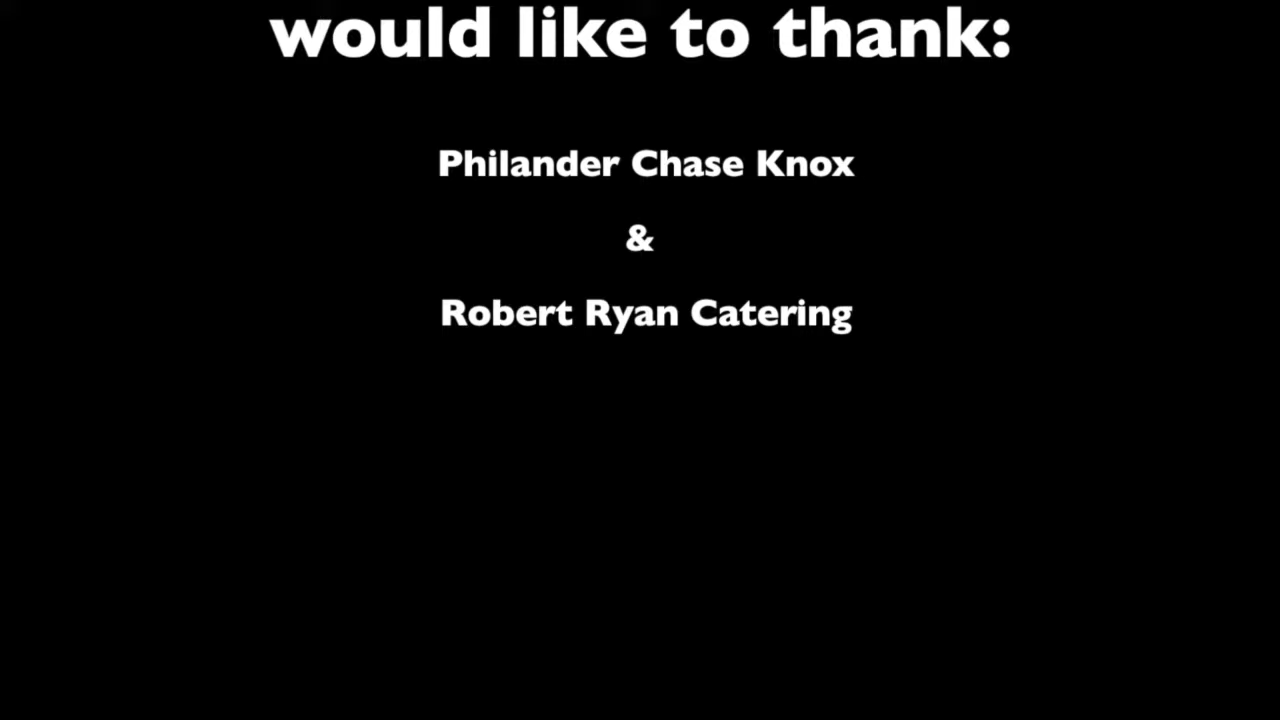 would like to thank:
Philander Chase Knox
&
Robert Ryan Catering